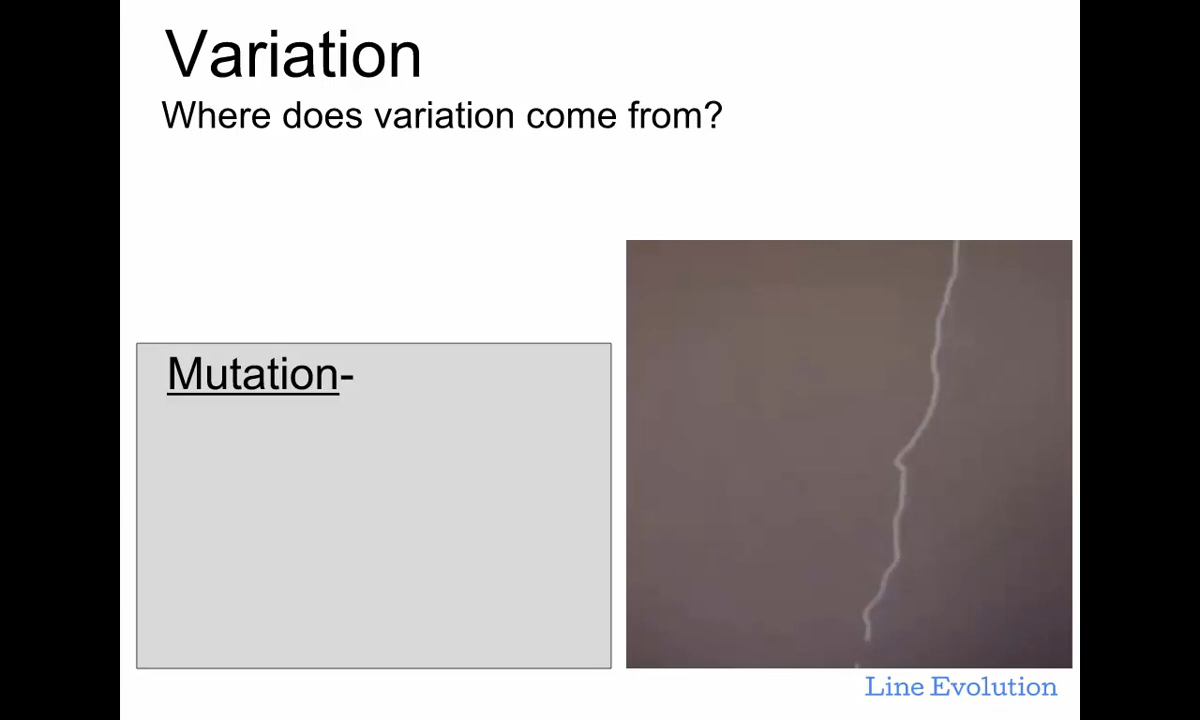 Variation
Where does variation come from?
Mutation-
Line Evolution